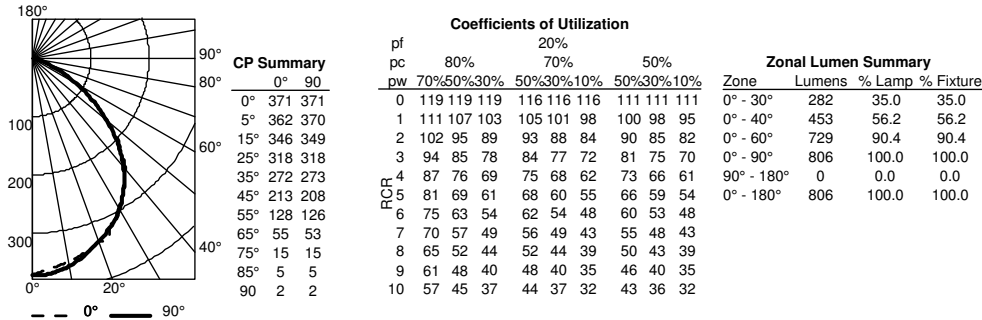 180°
90°
80°
60°
40°
100
200
300
0° 20°
0° 90°
CP Summary
0° 90
0° 371 371
5° 362 370
15° 346 349
25° 318 318
35° 272 273
45° 213 208
55° 128 126
65° 55 53
75° 15 15
85° 5 5
90 2 2
Coefficients of Utilization
pf 20%
pc 80% 70% 50%
pw 70%50%30% 50%30%10% 50%30%10%
RCR
0 119 119 119 116 116 116 111 111 111
1 111 107 103 105 101 98 100 98 95
2 102 95 89 93 88 84 90 85 82
3 94 85 78 84 77 72 81 75 70
4 87 76 69 75 68 62 73 66 61
5 81 69 61 68 60 55 66 59 54
6 75 63 54 62 54 48 60 53 48
7 70 57 49 56 49 43 55 48 43
8 65 52 44 52 44 39 50 43 39
9 61 48 40 48 40 35 46 40 35
10 57 45 37 44 37 32 43 36 32
Zonal Lumen Summary
Zone Lumens % Lamp % Fixture
0° - 30° 282 35.0 35.0
0° - 40° 453 56.2 56.2
0° - 60° 729 90.4 90.4
0° - 90° 806 100.0 100.0
90° - 180° 0 0.0 0.0
0° - 180° 806 100.0 100.0